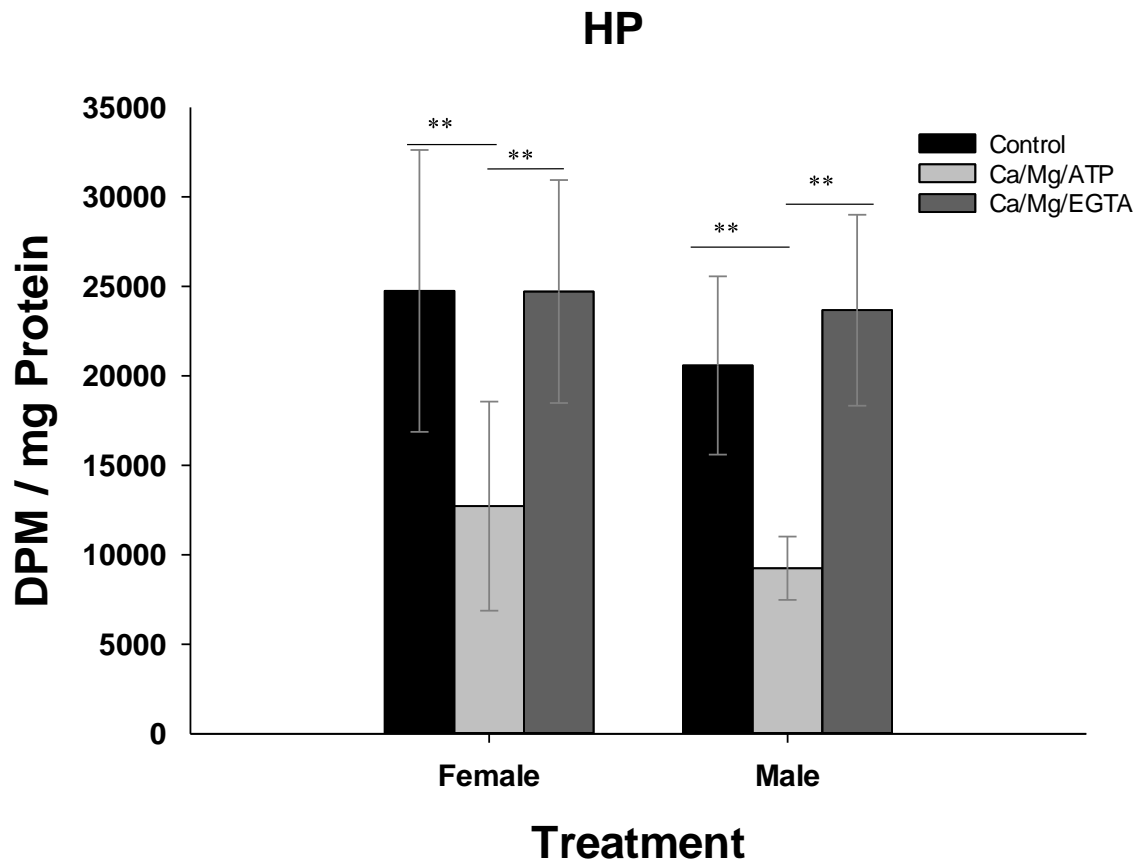 HP
35000
30000
25000
20000
15000
10000
5000
0
DPM / mg Protein
**
**
**
**
Control
Ca/Mg/ATP
Ca/Mg/EGTA
Female
Male
Treatment